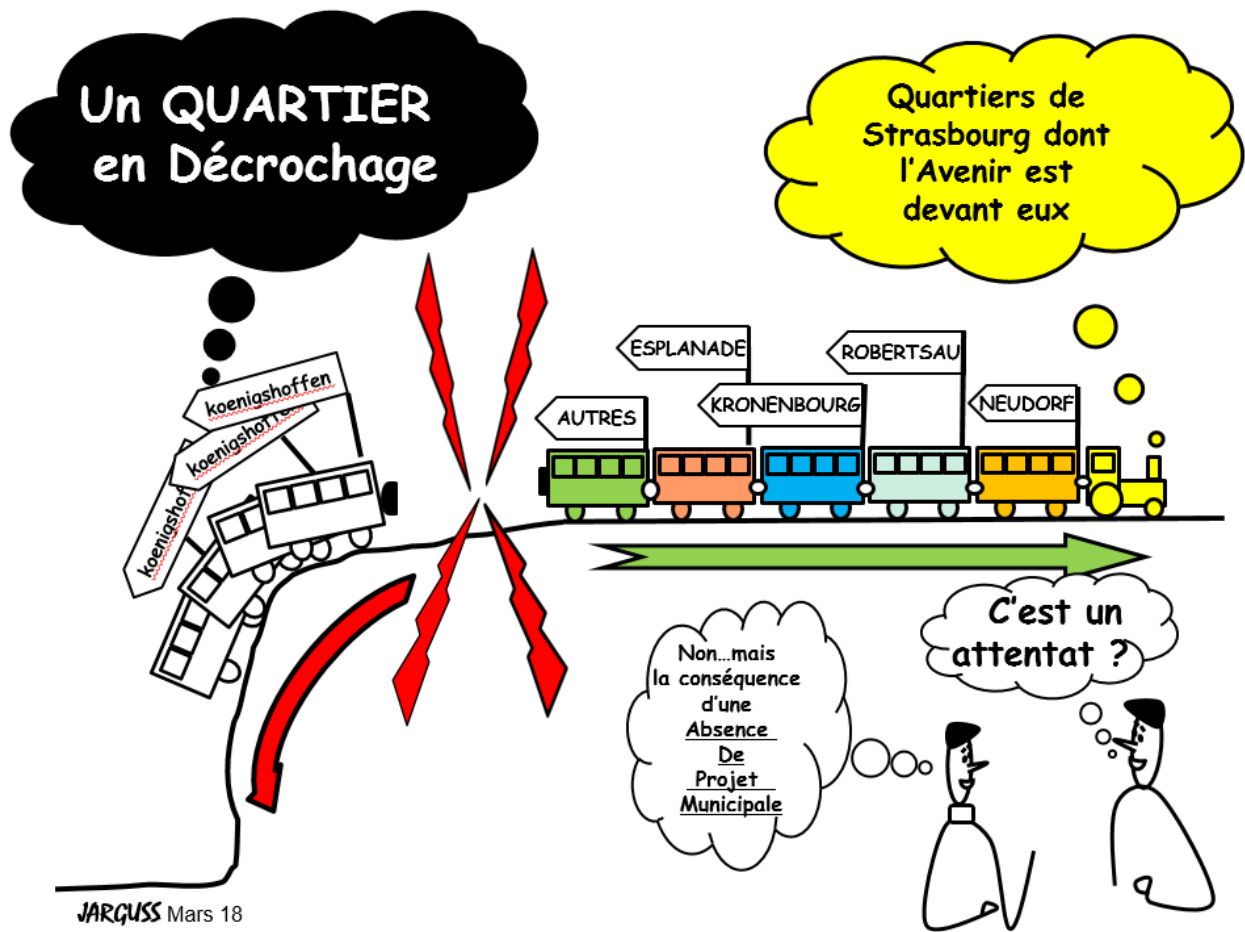 Un QUARTIER
en Décrochage
Quartiers de
Strasbourg dont
l'Avenir est
devant eux
koenigshoffen
koenigshoffen
koenigshof
ESPLANADE
ROBERTSAU
AUTRES
KRONENBOURG
NEUDORF
C'est un
attentat ?
Non...mais
la conséquence
d'une
Absence
De
Projet
Municipale
JARGUSS Mars 18